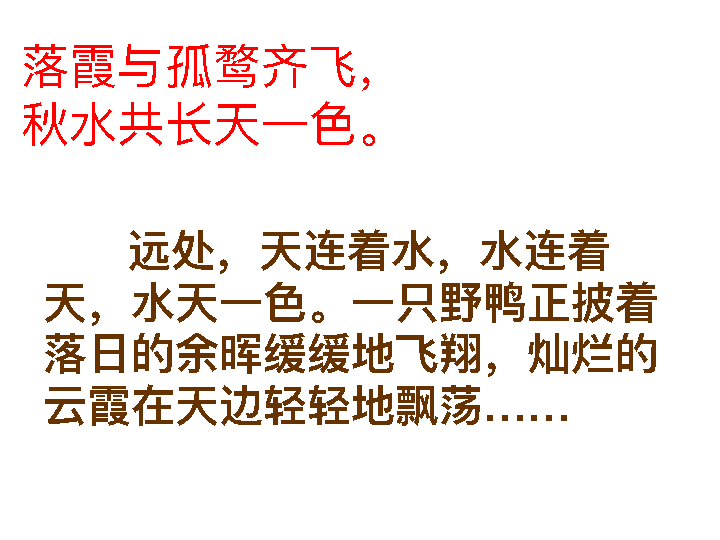 落霞与孤鹜齐飞，
秋水共长天一色。
远处，天连着水，水连着
天，水天一色。一只野鸭正披着
落日的余晖缓缓地飞翔，灿烂的
云霞在天边轻轻地飘荡……